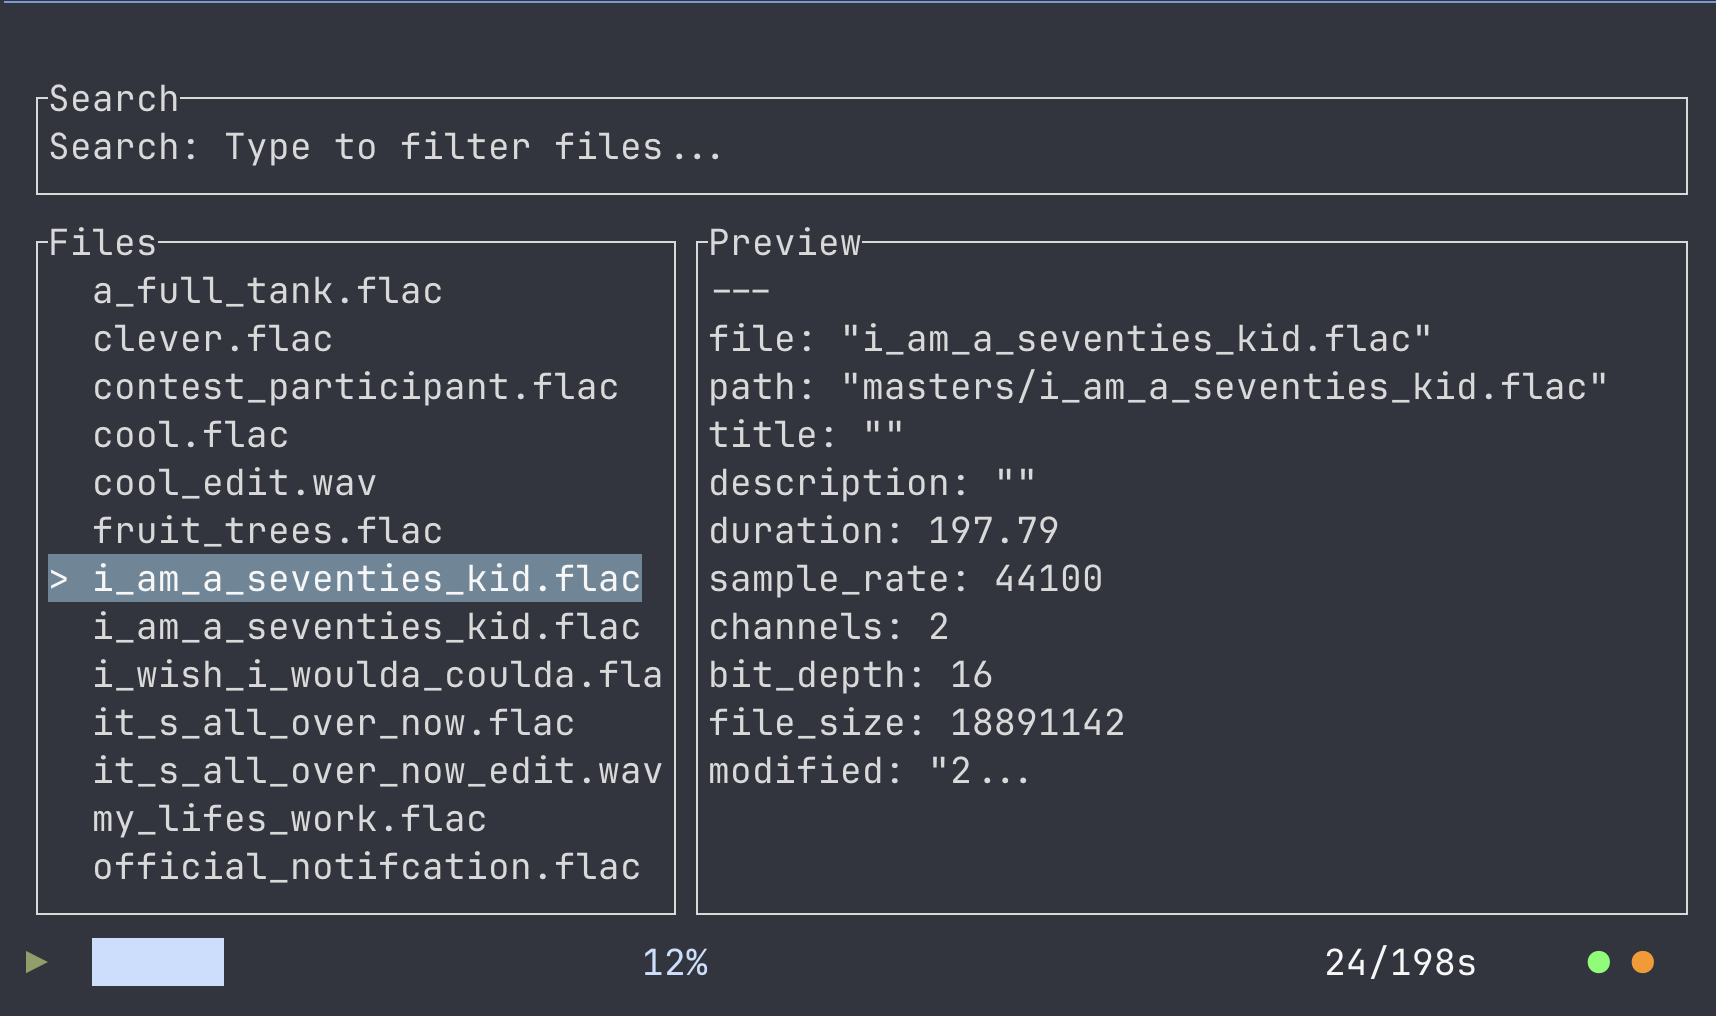 Search
Search: Type to filter files...
Files
a_full_tank.flac
clever.flac
contest_participant.flac
cool.flac
cool_edit.wav
fruit_trees.flac
> i_am_a_seventies_kid.flac
i_am_a_seventies_kid.flac
i_wish_i_woulda_coulda.fla
it_s_all_over_now.flac
it_s_all_over_now_edit.wav
my_lifes_work.flac
official_notifcation.flac
Preview
---
file: "i_am_a_seventies_kid.flac"
path: "masters/i_am_a_seventies_kid.flac"
title: ""
description: ""
duration: 197.79
sample_rate: 44100
channels: 2
bit_depth: 16
file_size: 18891142
modified: "2...
12%
24/198s